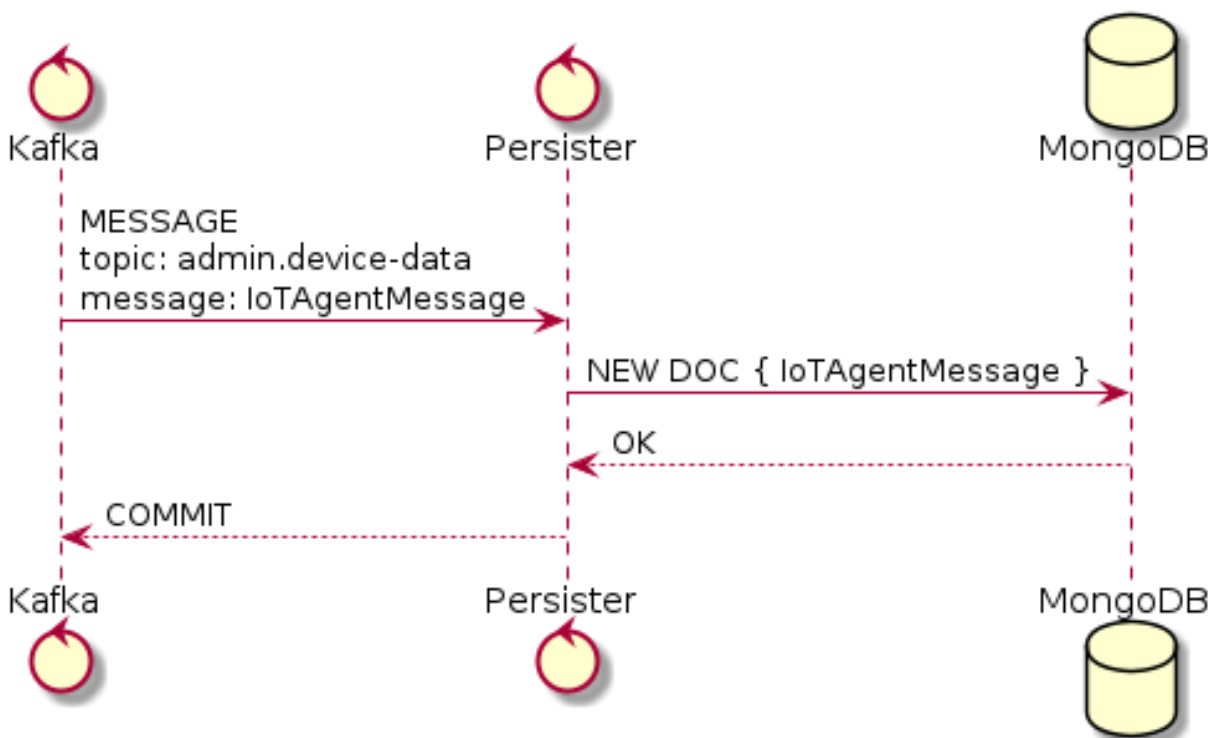 Kafka
Persister
MongoDB
MESSAGE
topic: admin.device-data
message: IoTAgentMessage
NEW DOC { IoTAgentMessage }
OK
COMMIT
Kafka
Persister
MongoDB